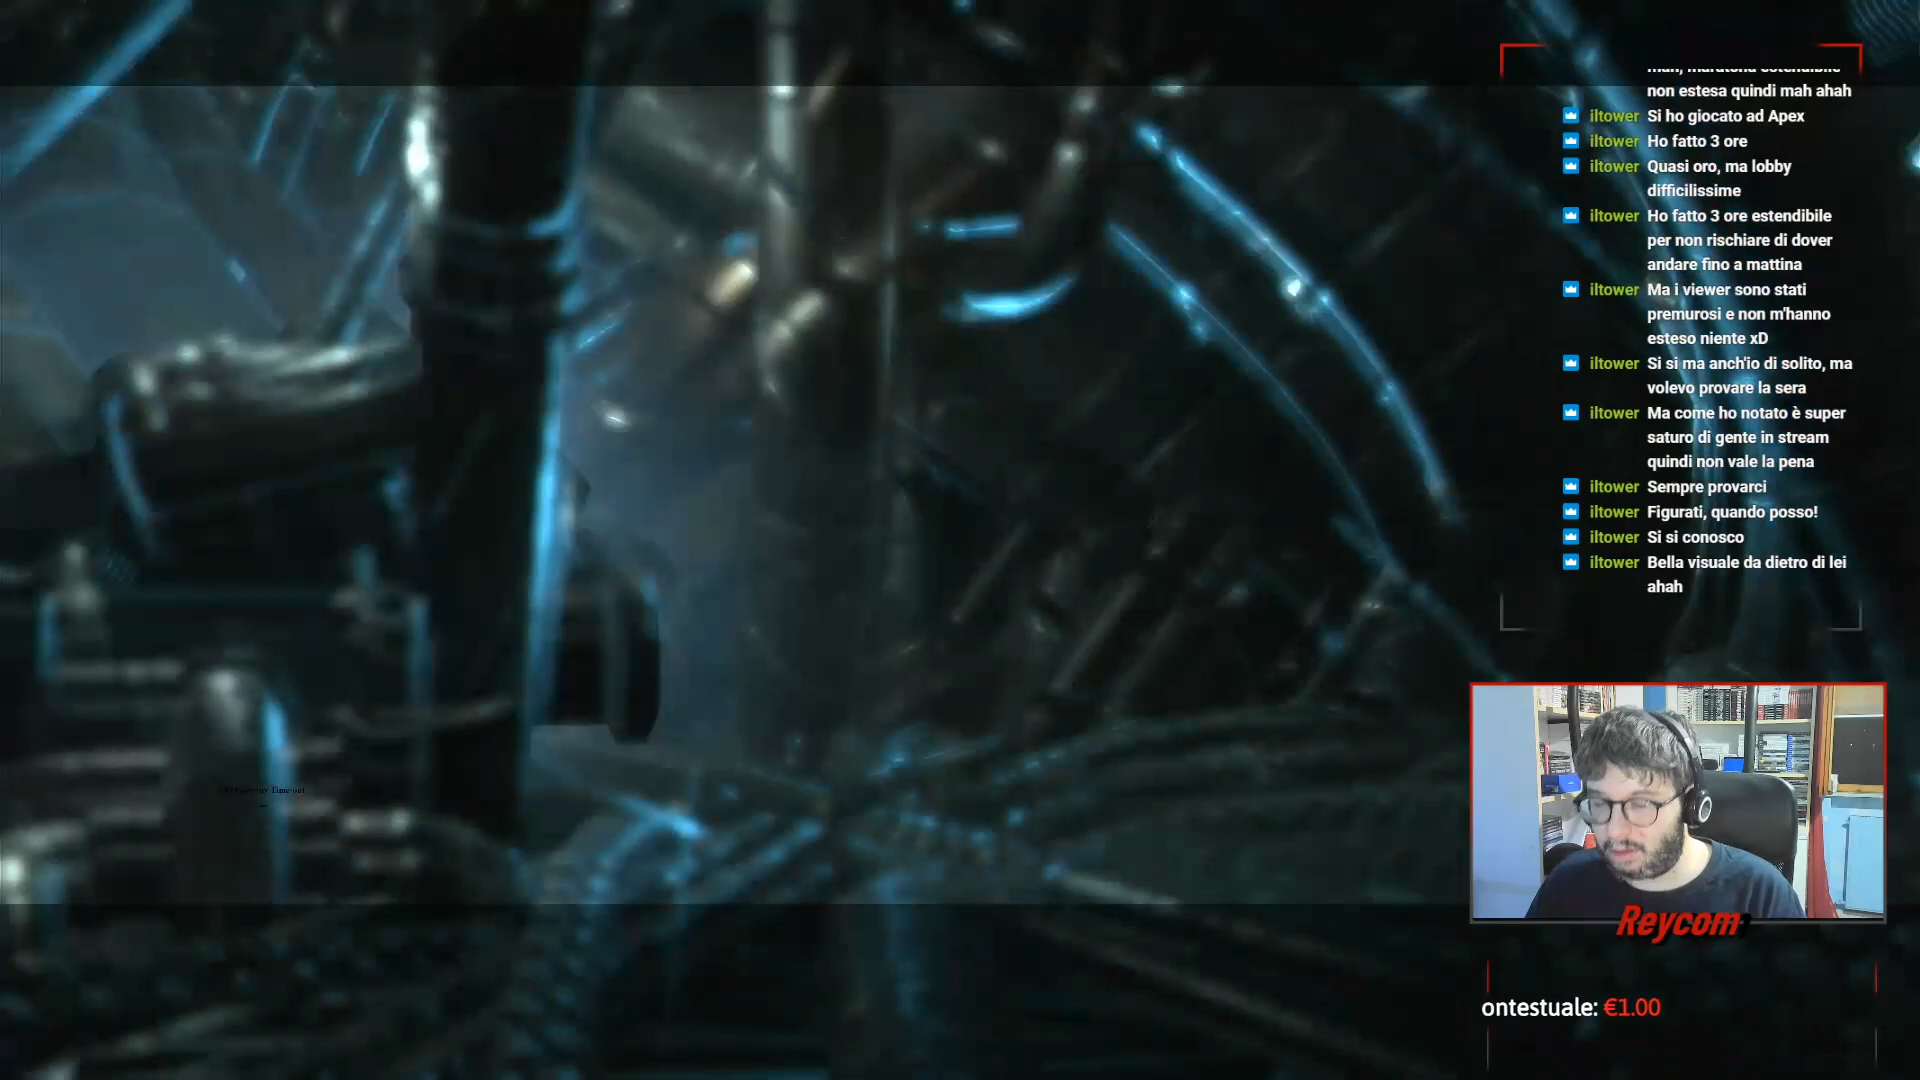 non estesa quindi mah ahah
iltower Si ho giocato ad Apex
iltower Ho fatto 3 ore
iltower Quasi oro, ma lobby
difficilissime
iltower Ho fatto 3 ore estendibile
per non rischiare di dover
andare fino a mattina
iltower Ma i viewer sono stati
premurosi e non m'hanno
esteso niente xD
iltower Si si ma anch'io di solito, ma
volevo provare la sera
iltower Ma come ho notato è super
saturo di gente in stream
quindi non vale la pena
iltower Sempre provarci
iltower Figurati, quando posso!
iltower Si si conosco
iltower Bella visuale da dietro di lei
ahah
Time-out
Reycom
ontestuale: €1.00